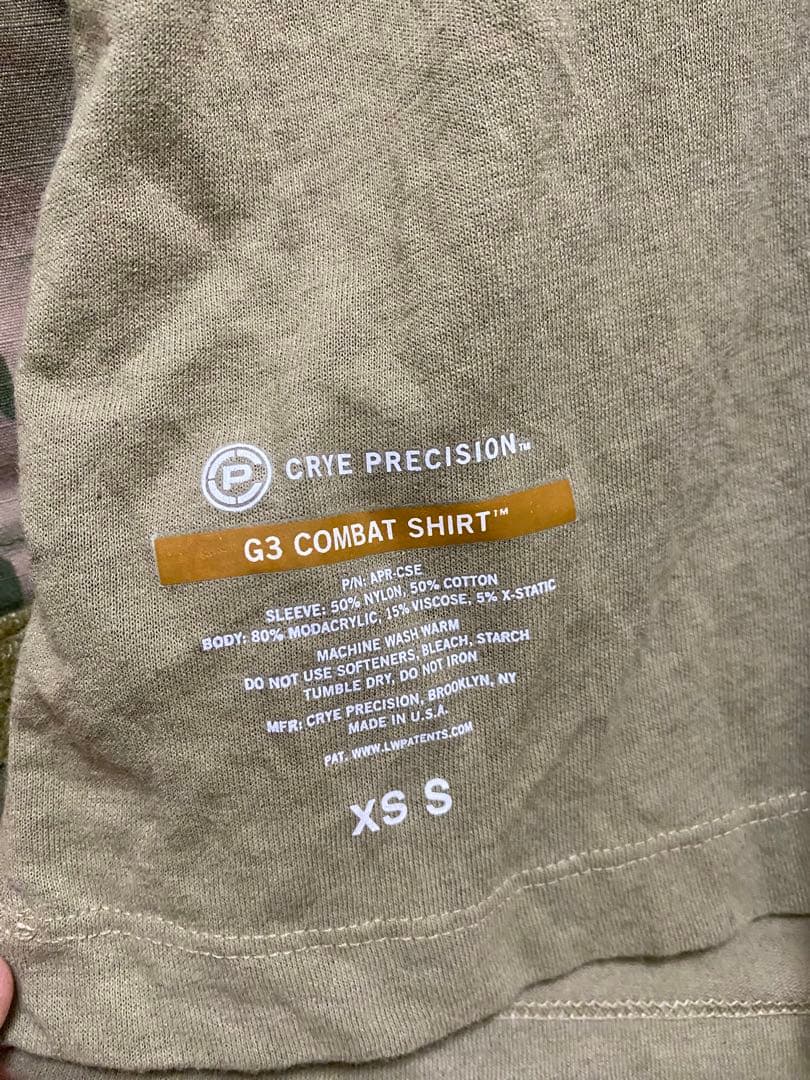 CRYE PRECISION™
G3 COMBAT SHIRT™
P/N: APR-CSE
SLEEVE: 50% NYLON, 50% COTTON
BODY: 80% MODACRYLIC, 15% VISCOSE, 5% X-STATIC
MACHINE WASH WARM
DO NOT USE SOFTENERS, BLEACH, STARCH
TUMBLE DRY, DO NOT IRON
MFR: CRYE PRECISION, BROOKLYN, NY
MADE IN U.S.A.
PAT. WWW.LWPATENTS.COM
XS S